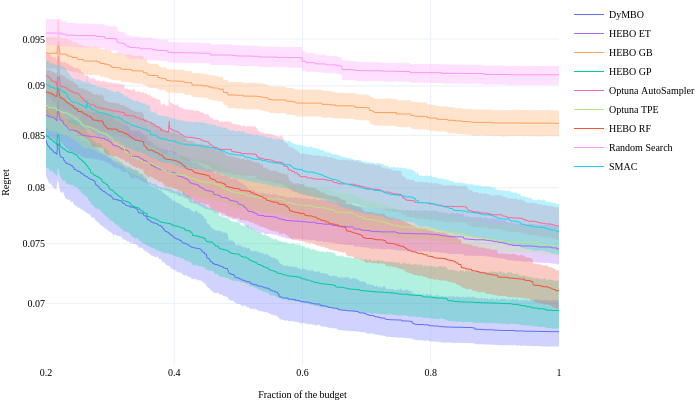 0.095
0.09
0.085
0.08
0.075
0.07
Regret
0.2
0.4
0.6
0.8
1
Fraction of the budget
DyMBO
HEBO ET
HEBO GB
HEBO GP
Optuna AutoSampler
Optuna TPE
HEBO RF
Random Search
SMAC